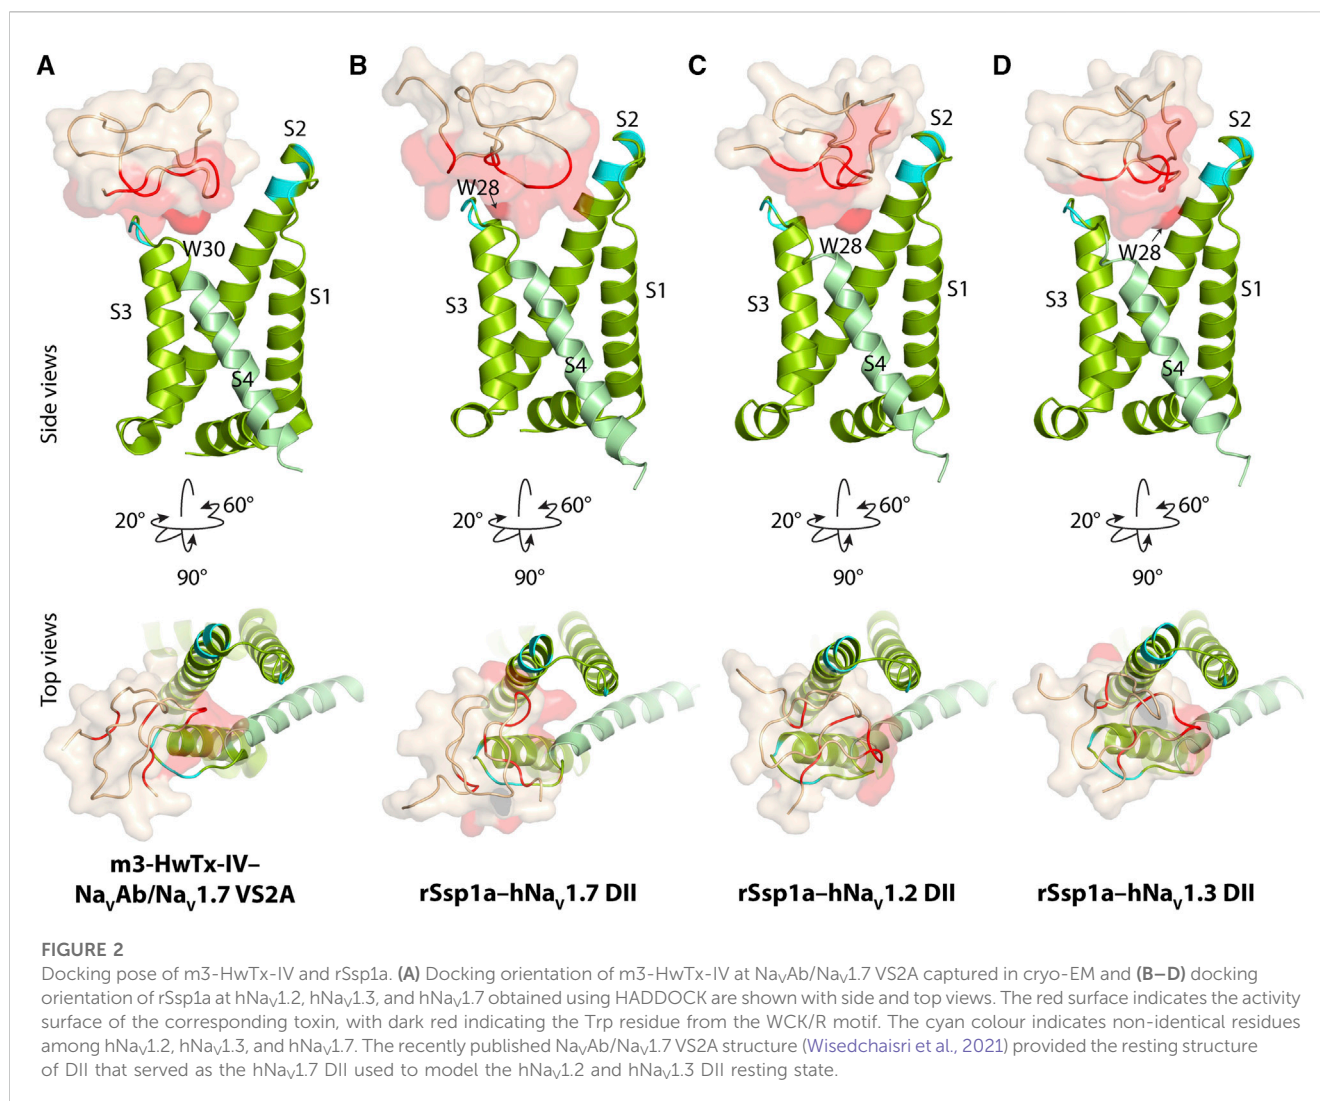 A
B
C
D
S2
S2
S2
S2
W28
W30
W28
W28
S3
S1
S3
S1
S3
S1
S3
S1
S4
S4
S4
S4
Side views
20°
60°
90°
20°
60°
90°
20°
60°
90°
20°
60°
90°
Top views
m3-HwTx-IV–
NaᵥAb/Naᵥ1.7 VS2A
rSsp1a–hNaᵥ1.7 DII
rSsp1a–hNaᵥ1.2 DII
rSsp1a–hNaᵥ1.3 DII
FIGURE 2
Docking pose of m3-HwTx-IV and rSsp1a. (A) Docking orientation of m3-HwTx-IV at NaᵥAb/Naᵥ1.7 VS2A captured in cryo-EM and (B–D) docking
orientation of rSsp1a at hNaᵥ1.2, hNaᵥ1.3, and hNaᵥ1.7 obtained using HADDOCK are shown with side and top views. The red surface indicates the activity
surface of the corresponding toxin, with dark red indicating the Trp residue from the WCK/R motif. The cyan colour indicates non-identical residues
among hNaᵥ1.2, hNaᵥ1.3, and hNaᵥ1.7. The recently published NaᵥAb/Naᵥ1.7 VS2A structure (Wisedchaisri et al., 2021) provided the resting structure
of DII that served as the hNaᵥ1.7 DII used to model the hNaᵥ1.2 and hNaᵥ1.3 DII resting state.